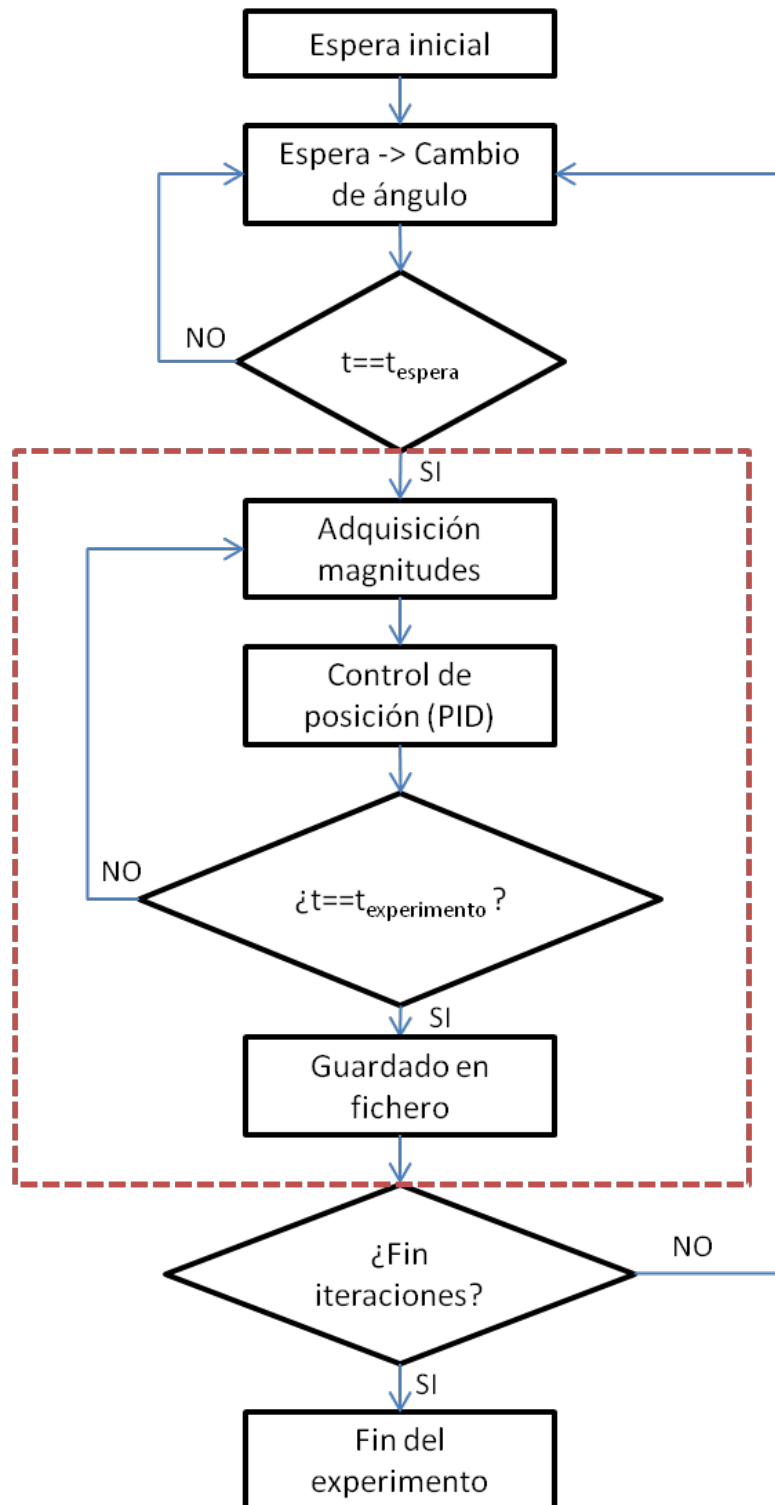 Espera inicial
Espera -> Cambio
de ángulo
NO
t==tespera
SI
Adquisición
magnitudes
Control de
posición (PID)
NO
¿t==texperimento ?
SI
Guardado en
fichero
¿Fin
iteraciones?
NO
SI
Fin del
experimento